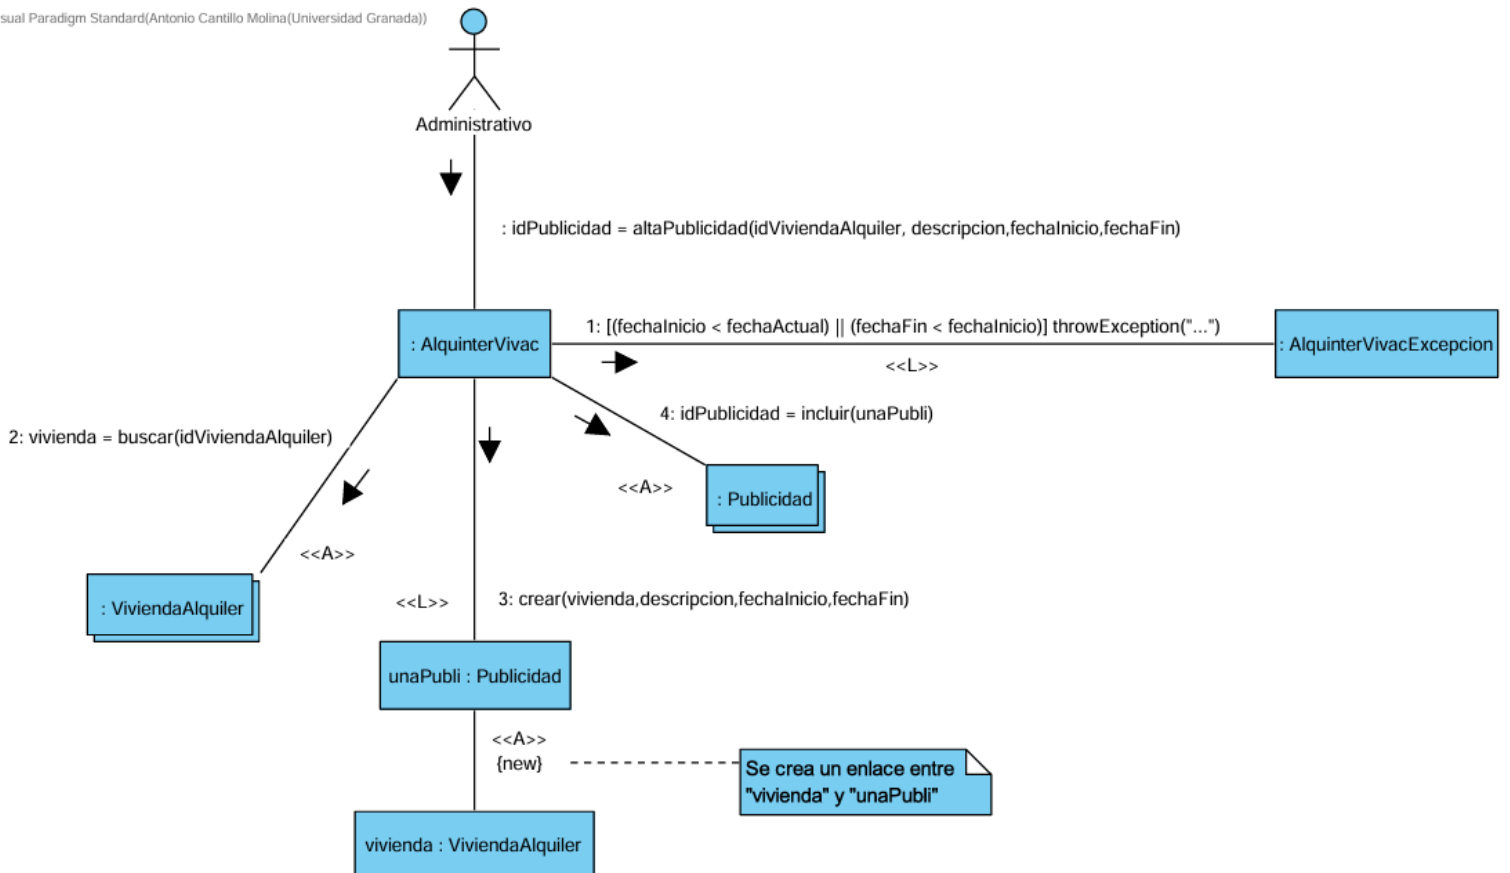 sual Paradigm Standard(Antonio Cantillo Molina(Universidad Granada))
Administrativo
: idPublicidad = altaPublicidad(idViviendaAlquiler, descripcion,fechaInicio,fechaFin)
1: [(fechaInicio < fechaActual) || (fechaFin < fechaInicio)] throwException("...")
: AlquinterVivac
: AlquinterVivacExcepcion
<<L>>
4: idPublicidad = incluir(unaPubli)
2: vivienda = buscar(idViviendaAlquiler)
<<A>>
: Publicidad
<<A>>
: ViviendaAlquiler
<<L>>
3: crear(vivienda,descripcion,fechaInicio,fechaFin)
unaPubli : Publicidad
<<A>>
{new}
Se crea un enlace entre
"vivienda" y "unaPubli"
vivienda : ViviendaAlquiler